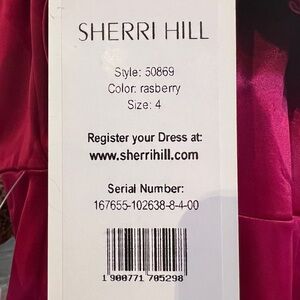 SHERRI HILL
Style: 50869
Color: rasberry
Size: 4
Register your Dress at:
www.sherrihill.com
Serial Number:
167655-102638-8-4-00
1 900771 705298